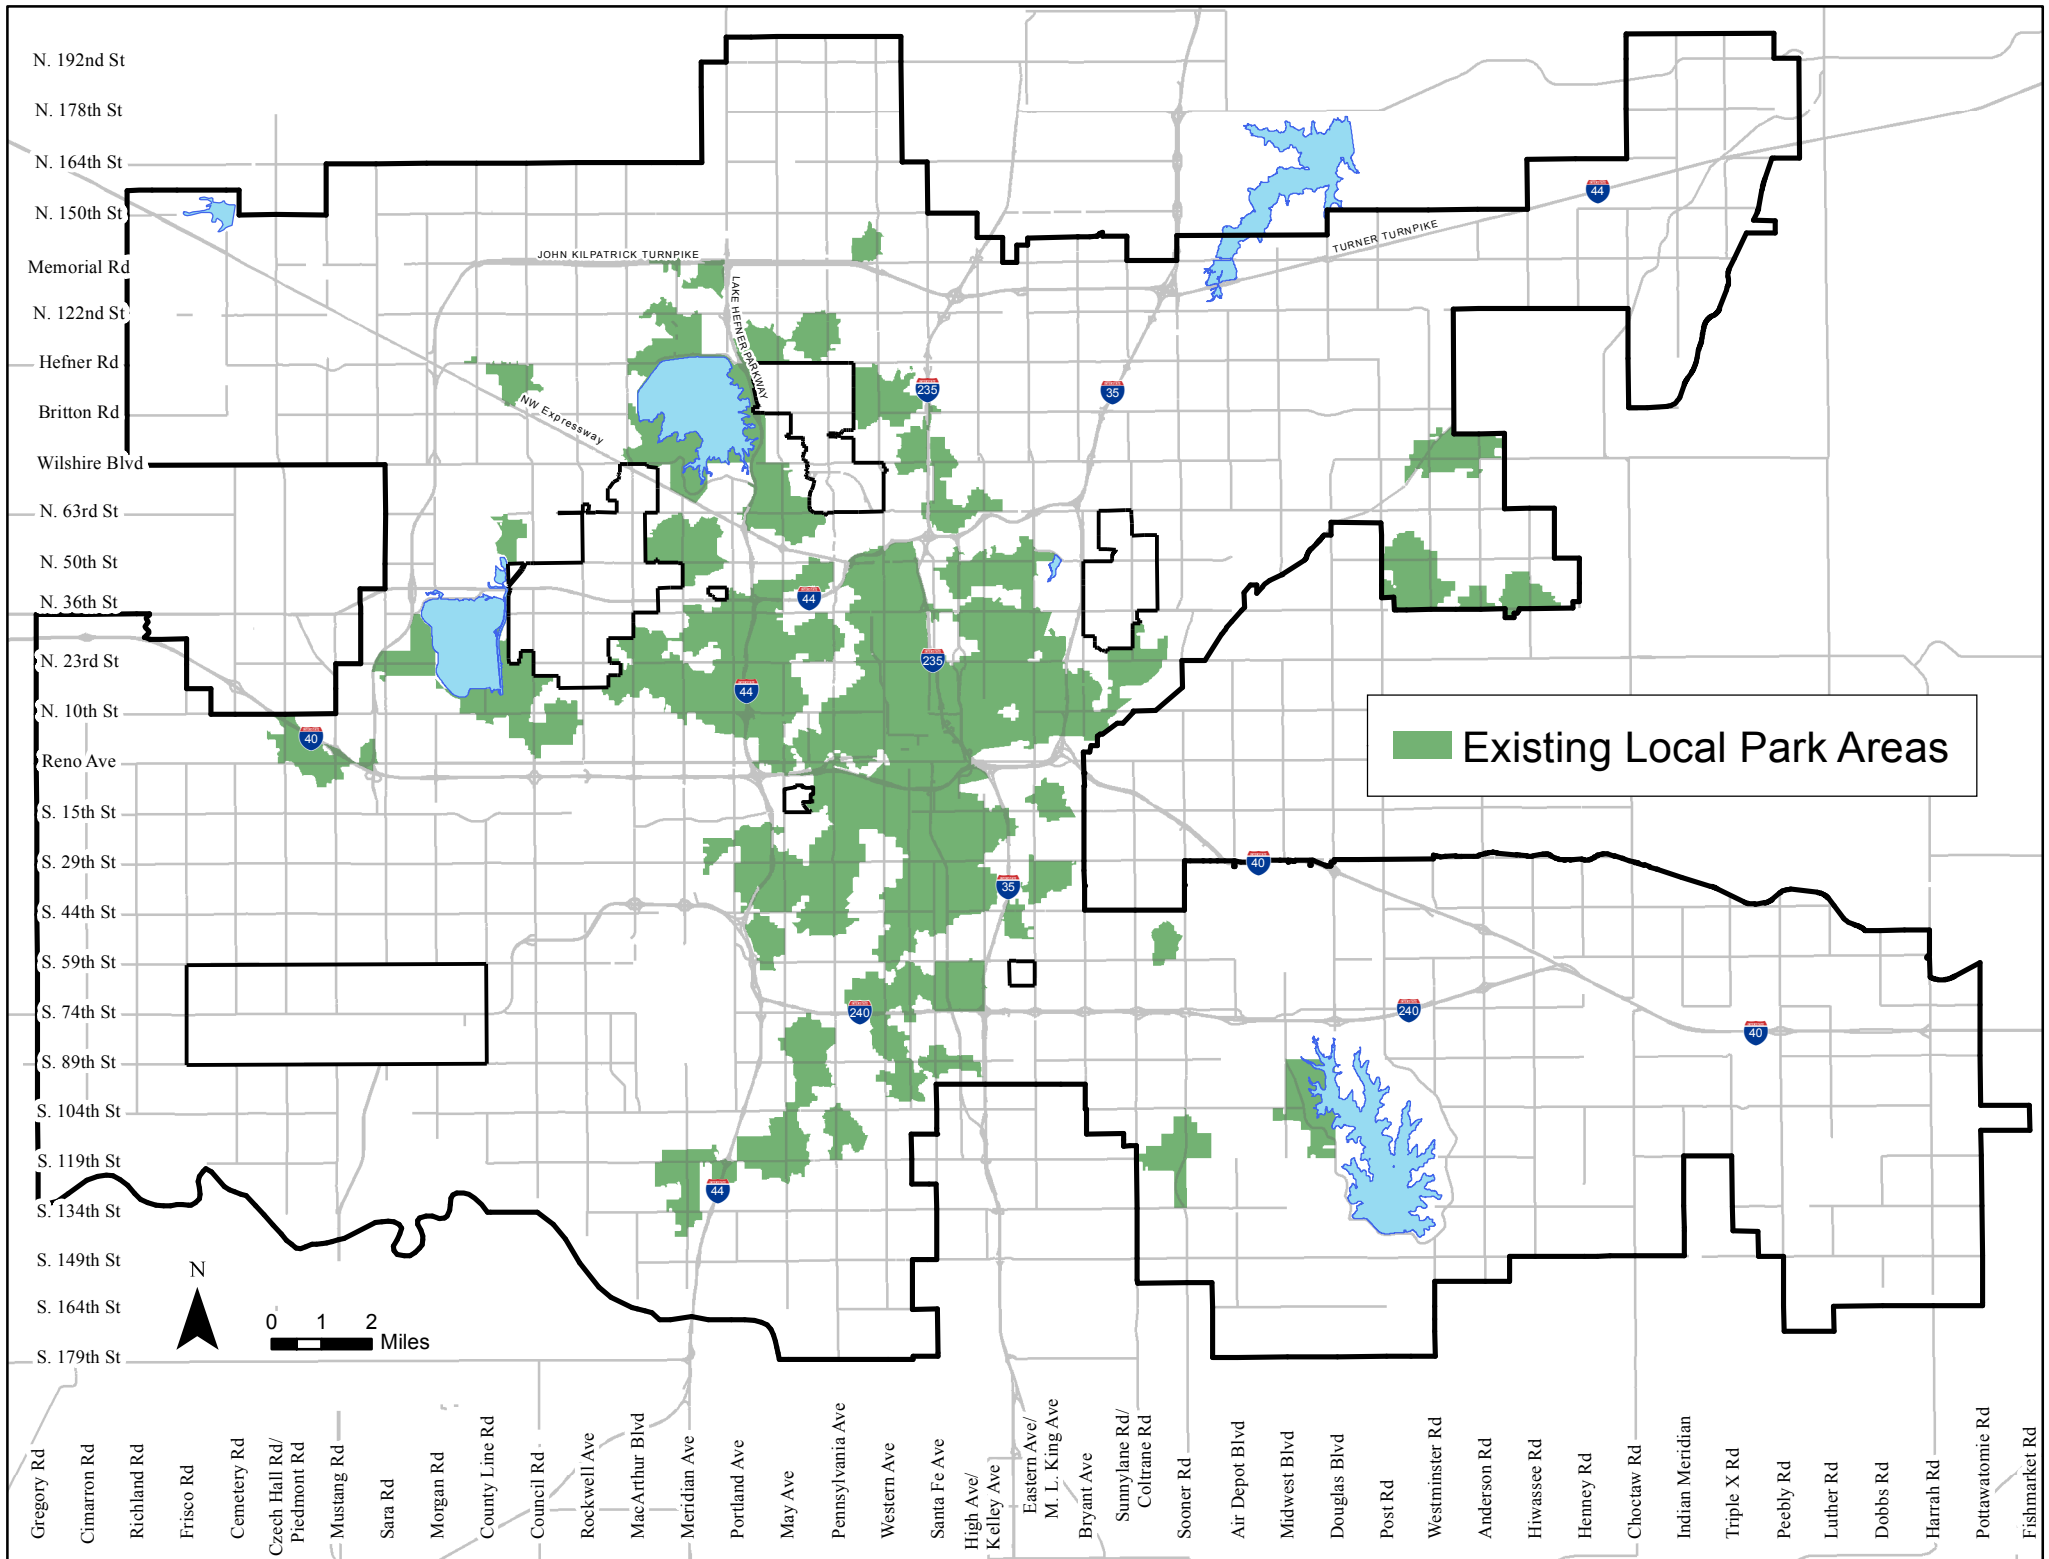 N. 192nd St
N. 178th St
N. 164th St
44
N. 150th St
TURNER TURNPIKE
JOHN KILPATRICK TURNPIKE
Memorial Rd
LAKE HEFNER PARKWAY
N. 122nd St
Hefner Rd
235
35
NW Expressway
Britton Rd
Wilshire Blvd
N. 63rd St
N. 50th St
44
N. 36th St
N. 23rd St
235
44
N. 10th St
40
Existing Local Park Areas
Reno Ave
S. 15th St
S. 29th St
40
35
S. 44th St
S. 59th St
S. 74th St
240
240
40
S. 89th St
S. 104th St
S. 119th St
44
S. 134th St
S. 149th St
N
S. 164th St
0 1 2
Miles
S. 179th St
Gregory Rd
Cimarron Rd
Richland Rd
Frisco Rd
Cemetery Rd
Czech Hall Rd/
Piedmont Rd
Mustang Rd
Sara Rd
Morgan Rd
County Line Rd
Council Rd
Rockwell Ave
MacArthur Blvd
Meridian Ave
Portland Ave
May Ave
Pennsylvania Ave
Western Ave
Santa Fe Ave
High Ave/
Kelley Ave
Eastern Ave/
M. L. King Ave
Bryant Ave
Sunnylane Rd/
Coltrane Rd
Sooner Rd
Air Depot Blvd
Midwest Blvd
Douglas Blvd
Post Rd
Westminster Rd
Anderson Rd
Hiwassee Rd
Henney Rd
Choctaw Rd
Indian Meridian
Triple X Rd
Peebly Rd
Luther Rd
Dobbs Rd
Harrah Rd
Pottawatomie Rd
Fishmarket Rd